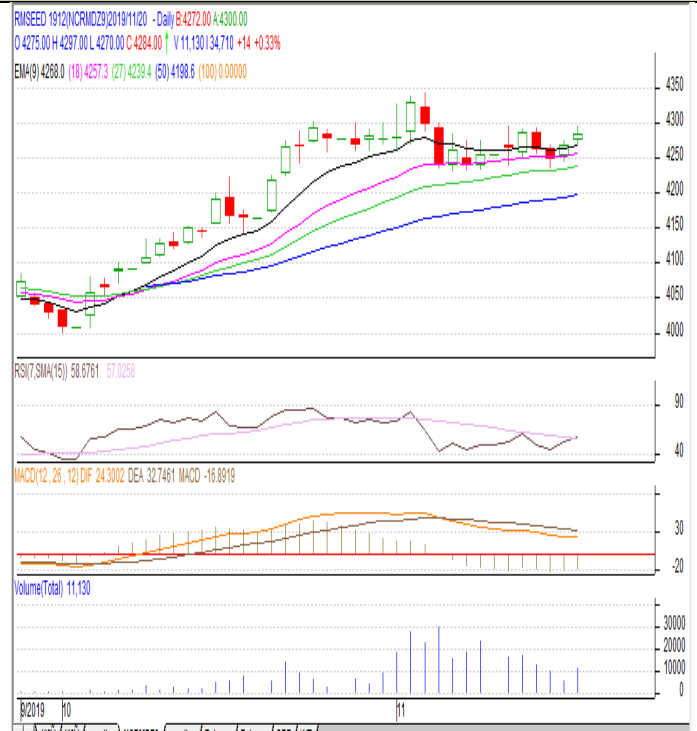 RMSEED 1912(NCRMDZ9)2019/11/20 - Daily B:4272.00 A:4300.00
O 4275.00 H 4297.00 L 4270.00 C 4284.00 V 11,130 I 34,710 +14 +0.33%
EMA(9) 4268.0 (18) 4257.3 (27) 4239.4 (50) 4198.6 (100) 0.00000
4350
4300
4250
4200
4150
4100
4050
4000
RSI(7,SMA(15)) 58.6761 57.0258
90
40
MACD(12 , 26 , 12) DIF 24.3002 DEA 32.7461 MACD -16.8919
30
-20
Volume(Total) 11,130
30000
20000
10000
0
9/2019 10 11